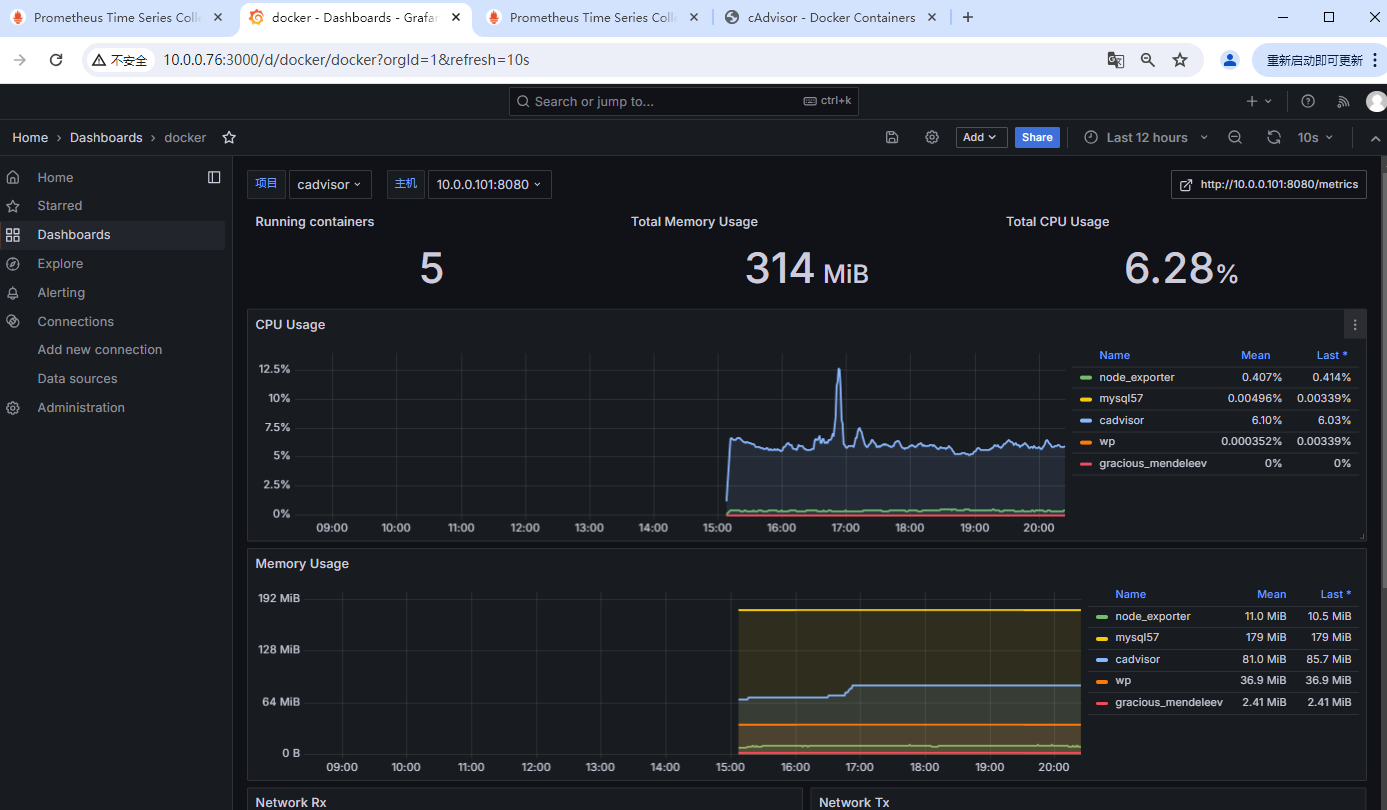 Prometheus Time Series Colle
docker - Dashboards - Grafar
Prometheus Time Series Colle
cAdvisor - Docker Containers
不安全
10.0.0.76:3000/d/docker/docker?orgId=1&refresh=10s
重新启动即可更新
Search or jump to...
ctrl+k
Home › Dashboards › docker
Add
Share
Last 12 hours
10s
Home
Starred
Dashboards
Explore
Alerting
Connections
Add new connection
Data sources
Administration
项目
cadvisor
主机
10.0.0.101:8080
http://10.0.0.101:8080/metrics
Running containers
5
Total Memory Usage
314 MiB
Total CPU Usage
6.28%
CPU Usage
12.5%
10%
7.5%
5%
2.5%
0%
09:00 10:00 11:00 12:00 13:00 14:00 15:00 16:00 17:00 18:00 19:00 20:00
Name Mean Last *
node_exporter 0.407% 0.414%
mysql57 0.00496% 0.00339%
cadvisor 6.10% 6.03%
wp 0.000352% 0.00339%
gracious_mendeleev 0% 0%
Memory Usage
192 MiB
128 MiB
64 MiB
0 B
09:00 10:00 11:00 12:00 13:00 14:00 15:00 16:00 17:00 18:00 19:00 20:00
Name Mean Last *
node_exporter 11.0 MiB 10.5 MiB
mysql57 179 MiB 179 MiB
cadvisor 81.0 MiB 85.7 MiB
wp 36.9 MiB 36.9 MiB
gracious_mendeleev 2.41 MiB 2.41 MiB
Network Rx
Network Tx